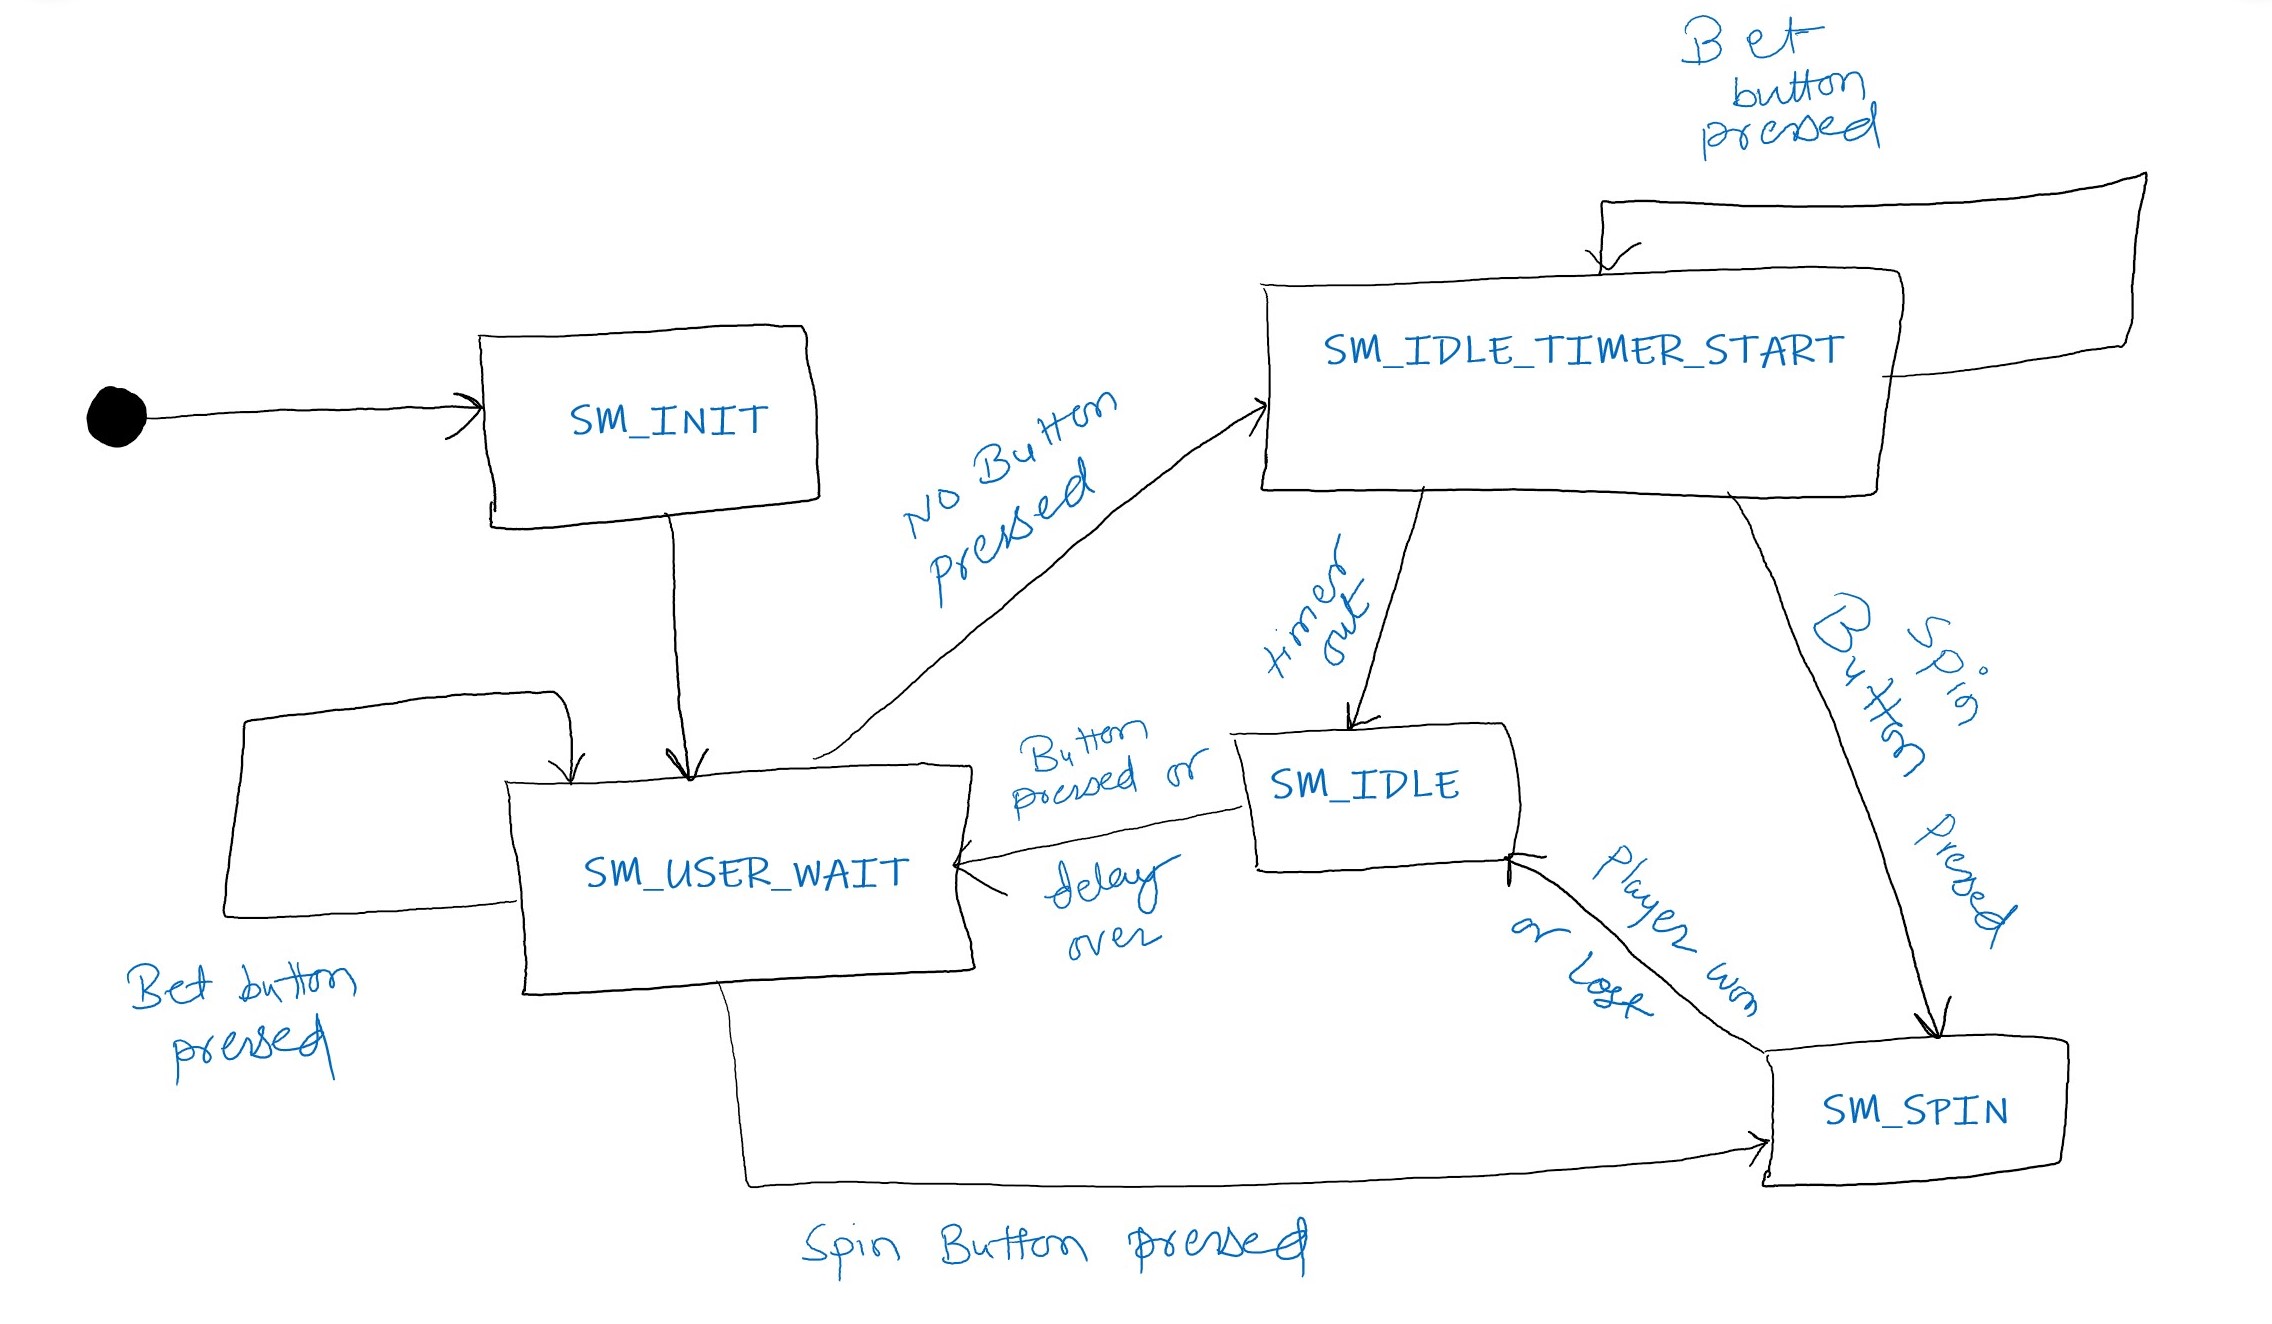 Bet
button
pressed
SM_IDLE_TIMER_START
SM_INIT
NO Button
pressed
timer
out
Spin
Button pressed
Button
pressed or
delay
over
SM_IDLE
SM_USER_WAIT
Player won
or Lost
Bet button
pressed
SM_SPIN
Spin Button pressed